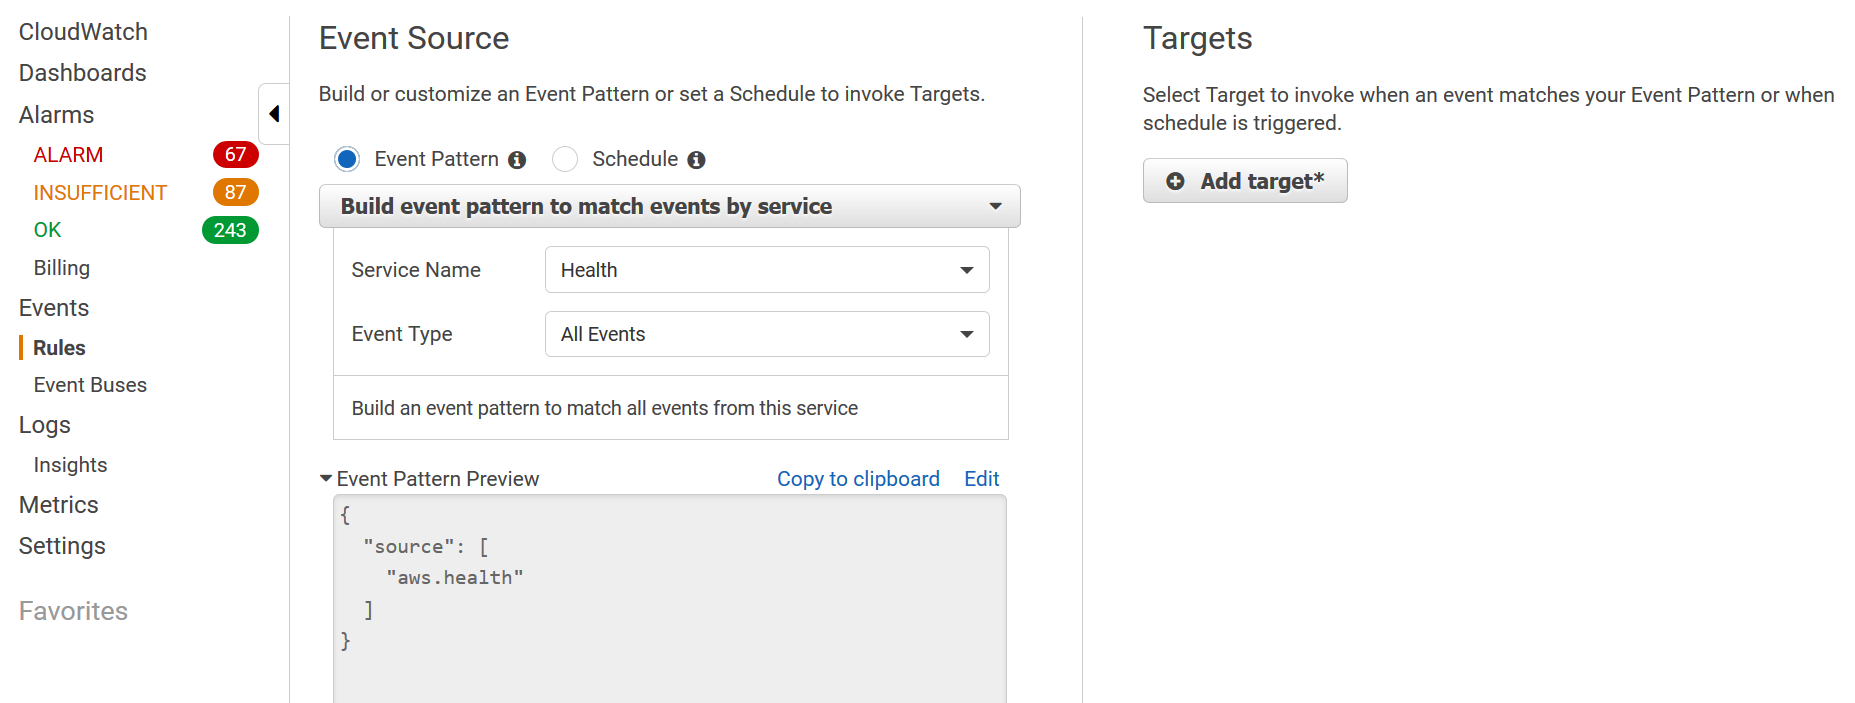 CloudWatch
Dashboards
Alarms
ALARM 67
INSUFFICIENT 87
OK 243
Billing
Events
Rules
Event Buses
Logs
Insights
Metrics
Settings
Favorites
Event Source
Build or customize an Event Pattern or set a Schedule to invoke Targets.
Event Pattern Schedule
Build event pattern to match events by service
Service Name Health
Event Type All Events
Build an event pattern to match all events from this service
Event Pattern Preview Copy to clipboard Edit
{
  "source": [
    "aws.health"
  ]
}
Targets
Select Target to invoke when an event matches your Event Pattern or when
schedule is triggered.
Add target*